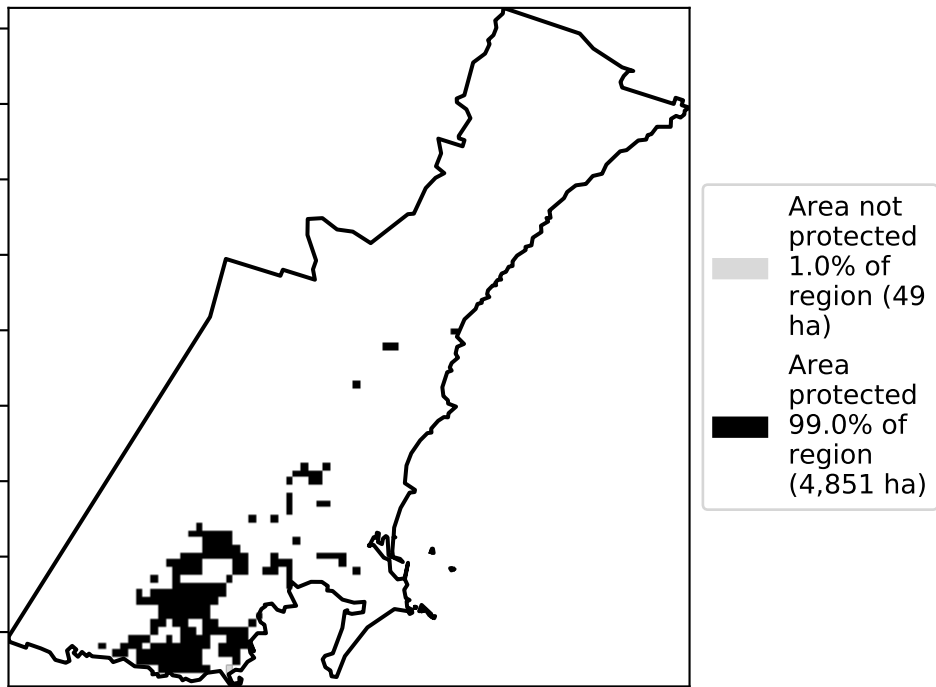 Area not
protected
1.0% of
region (49
ha)
Area
protected
99.0% of
region
(4,851 ha)